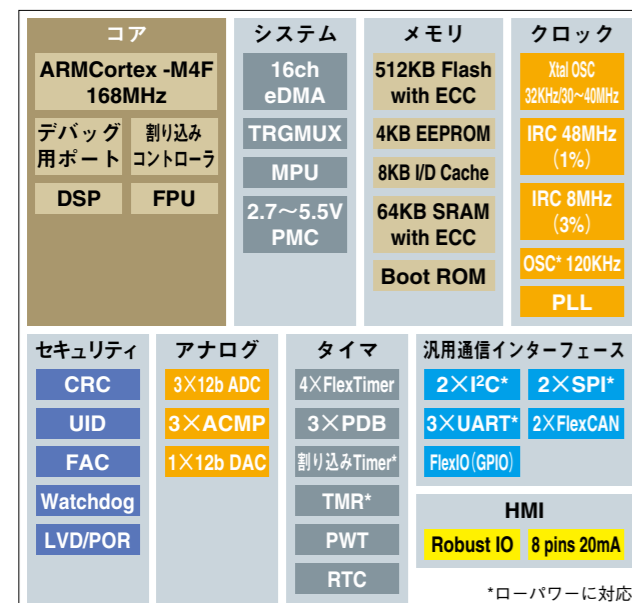 コア
ARMCortex -M4F
168MHz
デバッグ
用ポート
割り込み
コントローラ
DSP
FPU
システム
16ch
eDMA
TRGMUX
MPU
2.7〜5.5V
PMC
メモリ
512KB Flash
with ECC
4KB EEPROM
8KB I/D Cache
64KB SRAM
with ECC
Boot ROM
クロック
Xtal OSC
32KHz/30〜40MHz
IRC 48MHz
（1%）
IRC 8MHz
（3%）
OSC* 120KHz
PLL
セキュリティ
CRC
UID
FAC
Watchdog
LVD/POR
アナログ
3×12b ADC
3×ACMP
1×12b DAC
タイマ
4×FlexTimer
3×PDB
割り込みTimer*
TMR*
PWT
RTC
汎用通信インターフェース
2×I²C*
2×SPI*
3×UART*
2×FlexCAN
FlexIO（GPIO）
HMI
Robust IO
8 pins 20mA
*ローパワーに対応